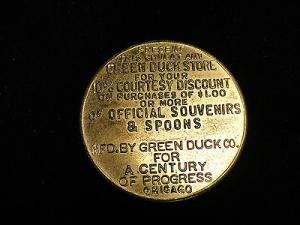 PRESENT
THIS COIN AT ANY
GREEN DUCK STORE
FOR YOUR
10% COURTESY DISCOUNT
ON PURCHASES OF $1.00
OR MORE
OF OFFICIAL SOUVENIRS
& SPOONS
MFD. BY GREEN DUCK CO.
FOR
A CENTURY
OF PROGRESS
CHICAGO